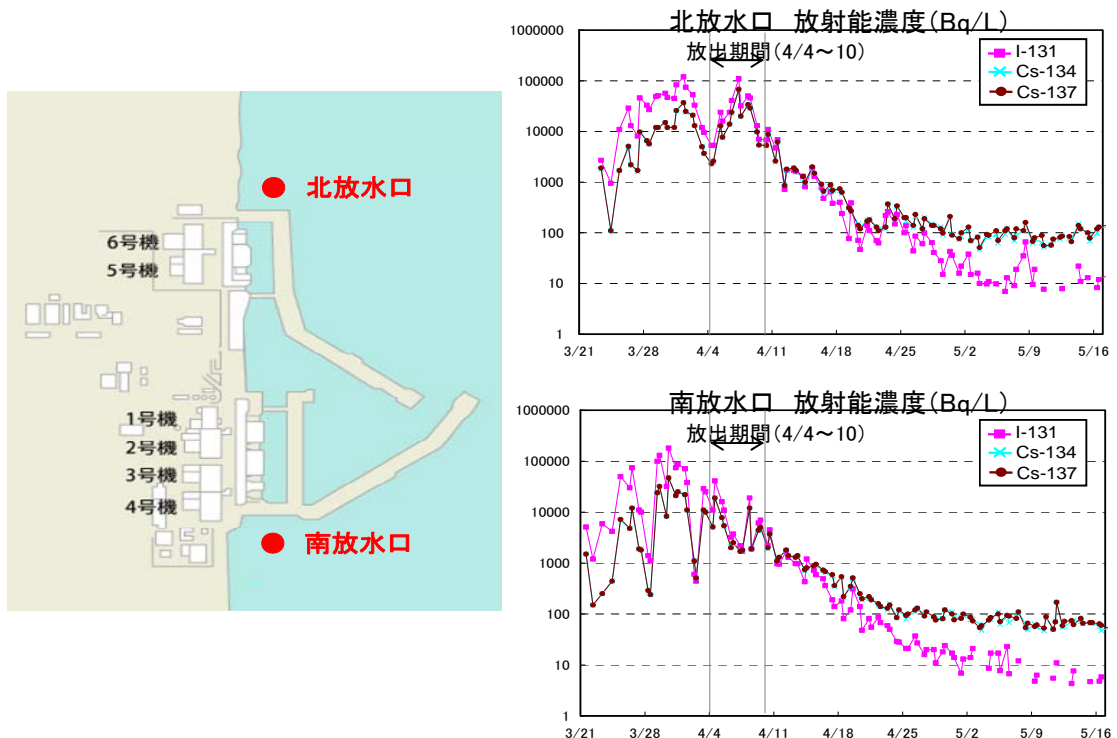 北放水口
6号機
5号機
1号機
2号機
3号機
4号機
南放水口
北放水口 放射能濃度(Bq/L)
放出期間(4/4～10)
I-131
Cs-134
Cs-137
1000000
100000
10000
1000
100
10
1
3/21 3/28 4/4 4/11 4/18 4/25 5/2 5/9 5/16
南放水口 放射能濃度(Bq/L)
放出期間(4/4～10)
I-131
Cs-134
Cs-137
1000000
100000
10000
1000
100
10
1
3/21 3/28 4/4 4/11 4/18 4/25 5/2 5/9 5/16